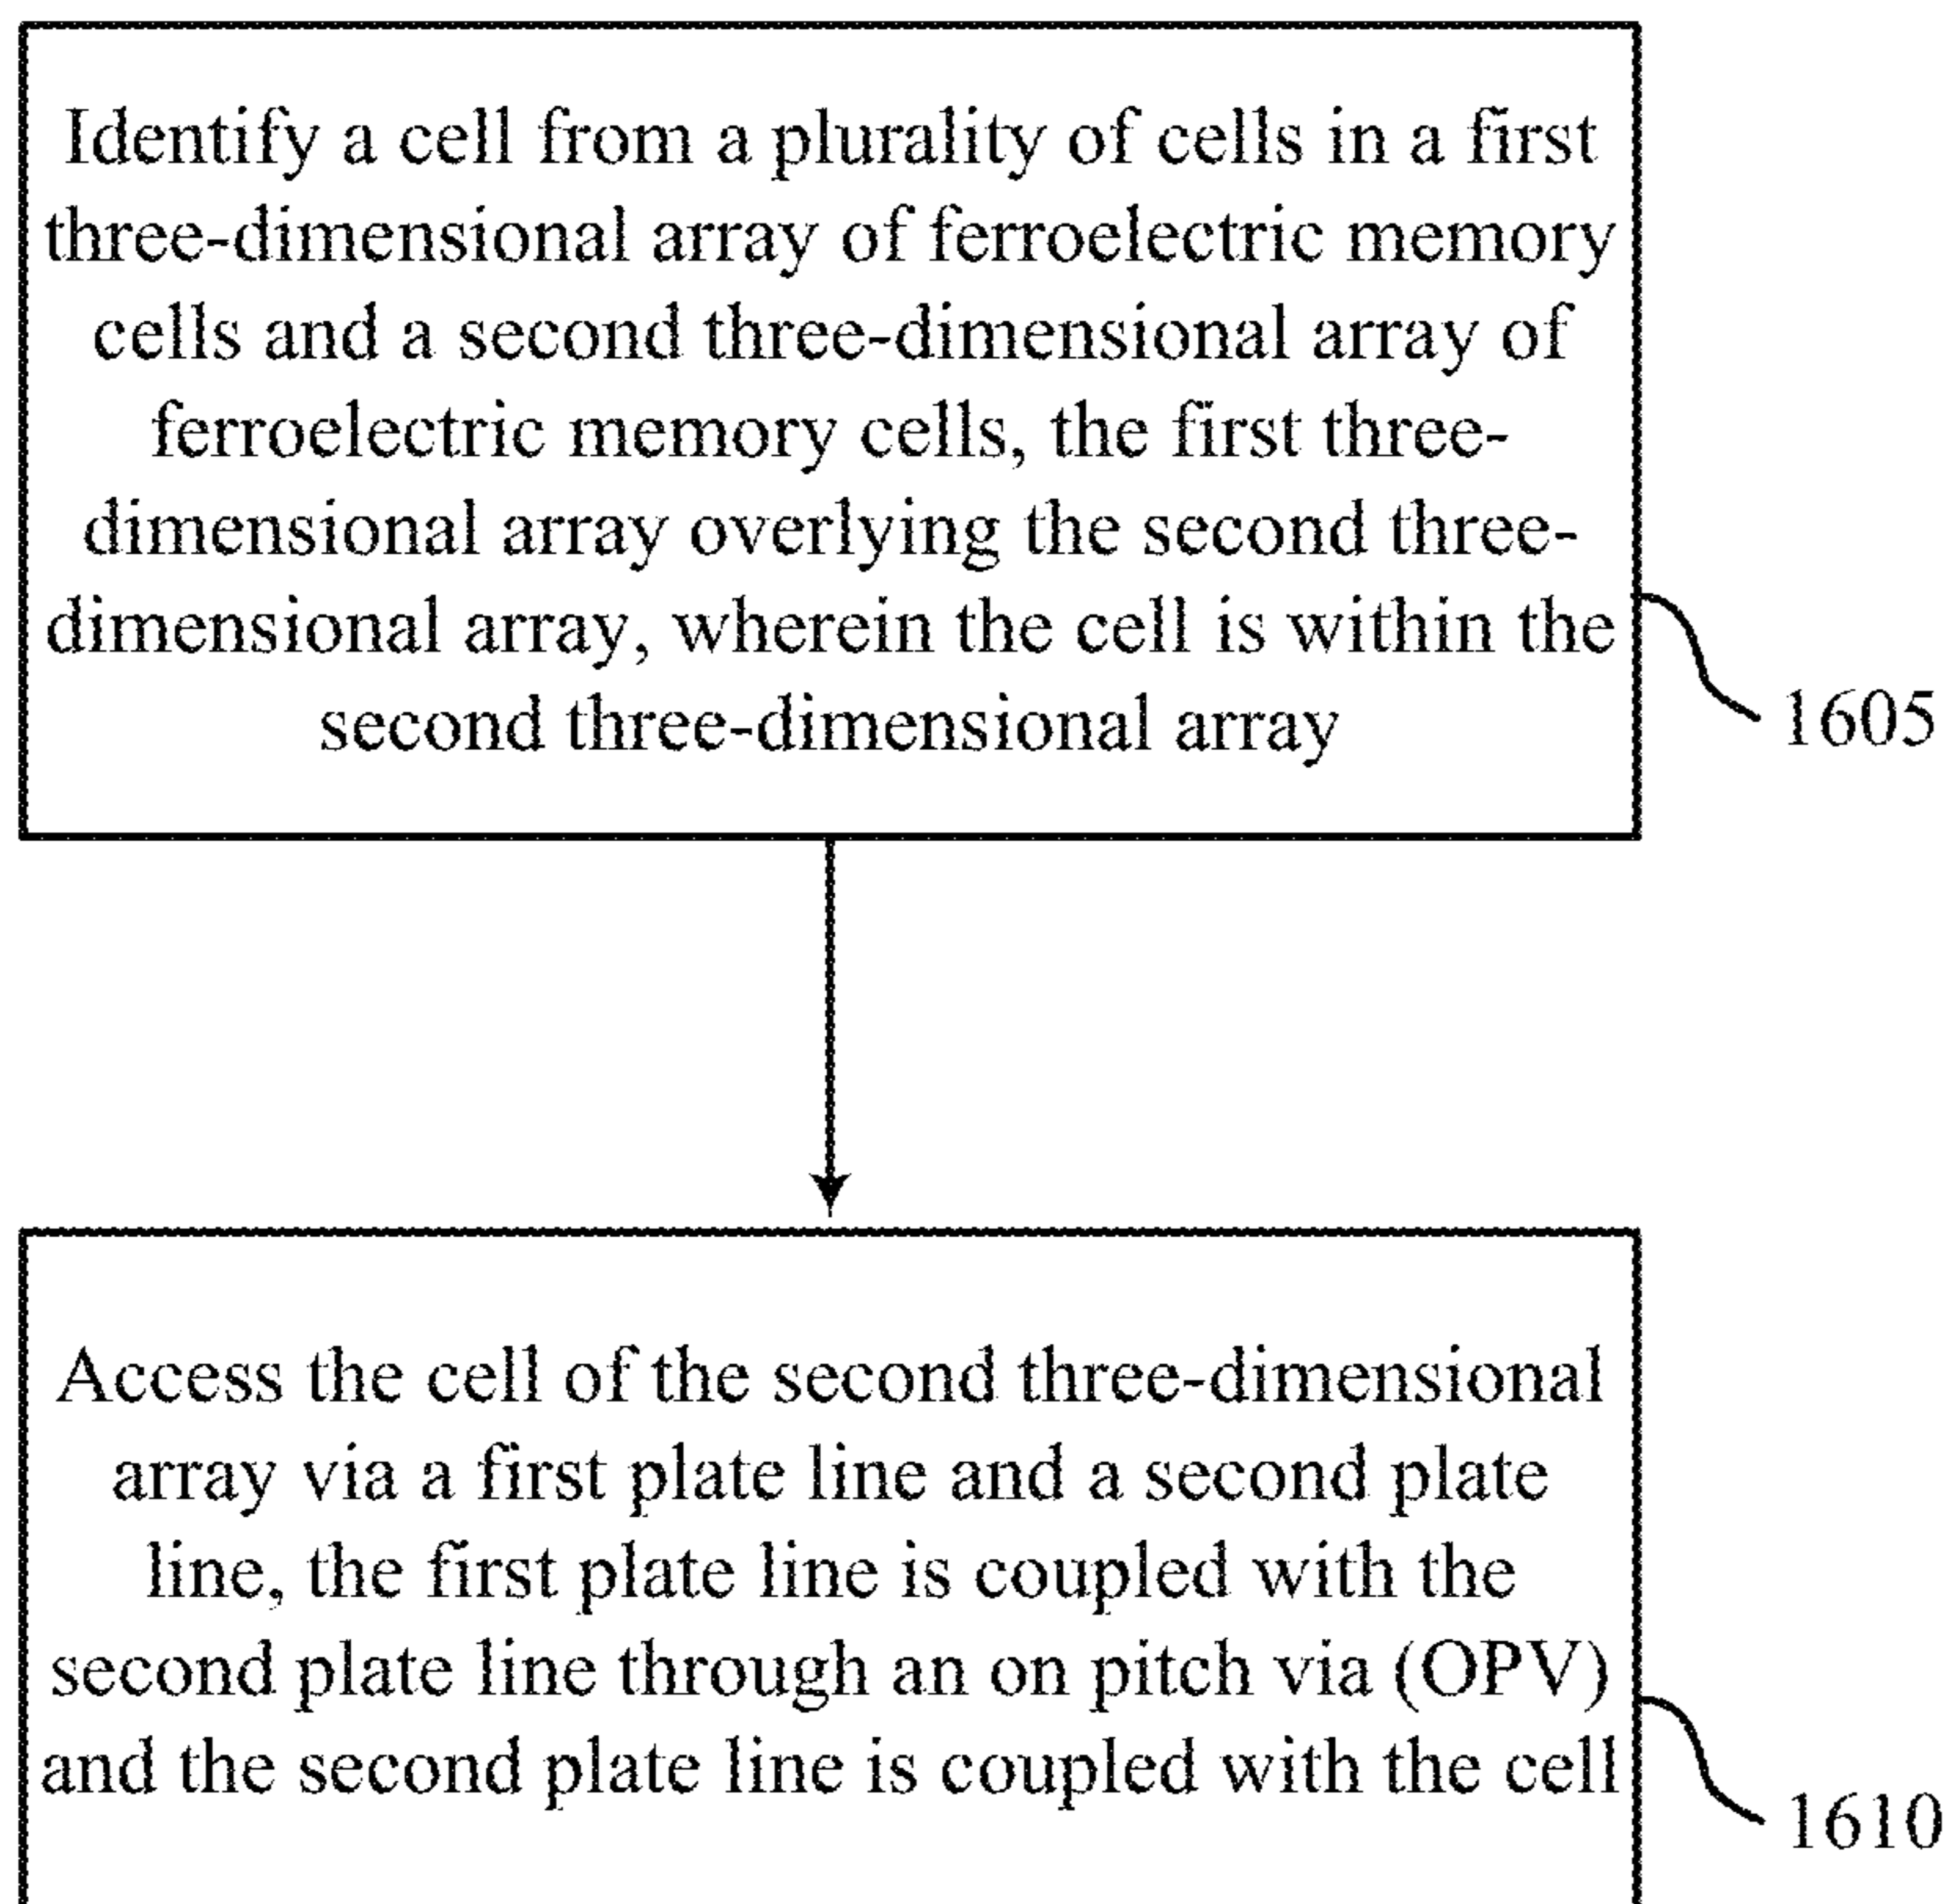 Identify a cell from a plurality of cells in a first
three-dimensional array of ferroelectric memory
cells and a second three-dimensional array of
ferroelectric memory cells, the first three-
dimensional array overlying the second three-
dimensional array, wherein the cell is within the
second three-dimensional array
1605
Access the cell of the second three-dimensional
array via a first plate line and a second plate
line, the first plate line is coupled with the
second plate line through an on pitch via (OPV)
and the second plate line is coupled with the cell
1610